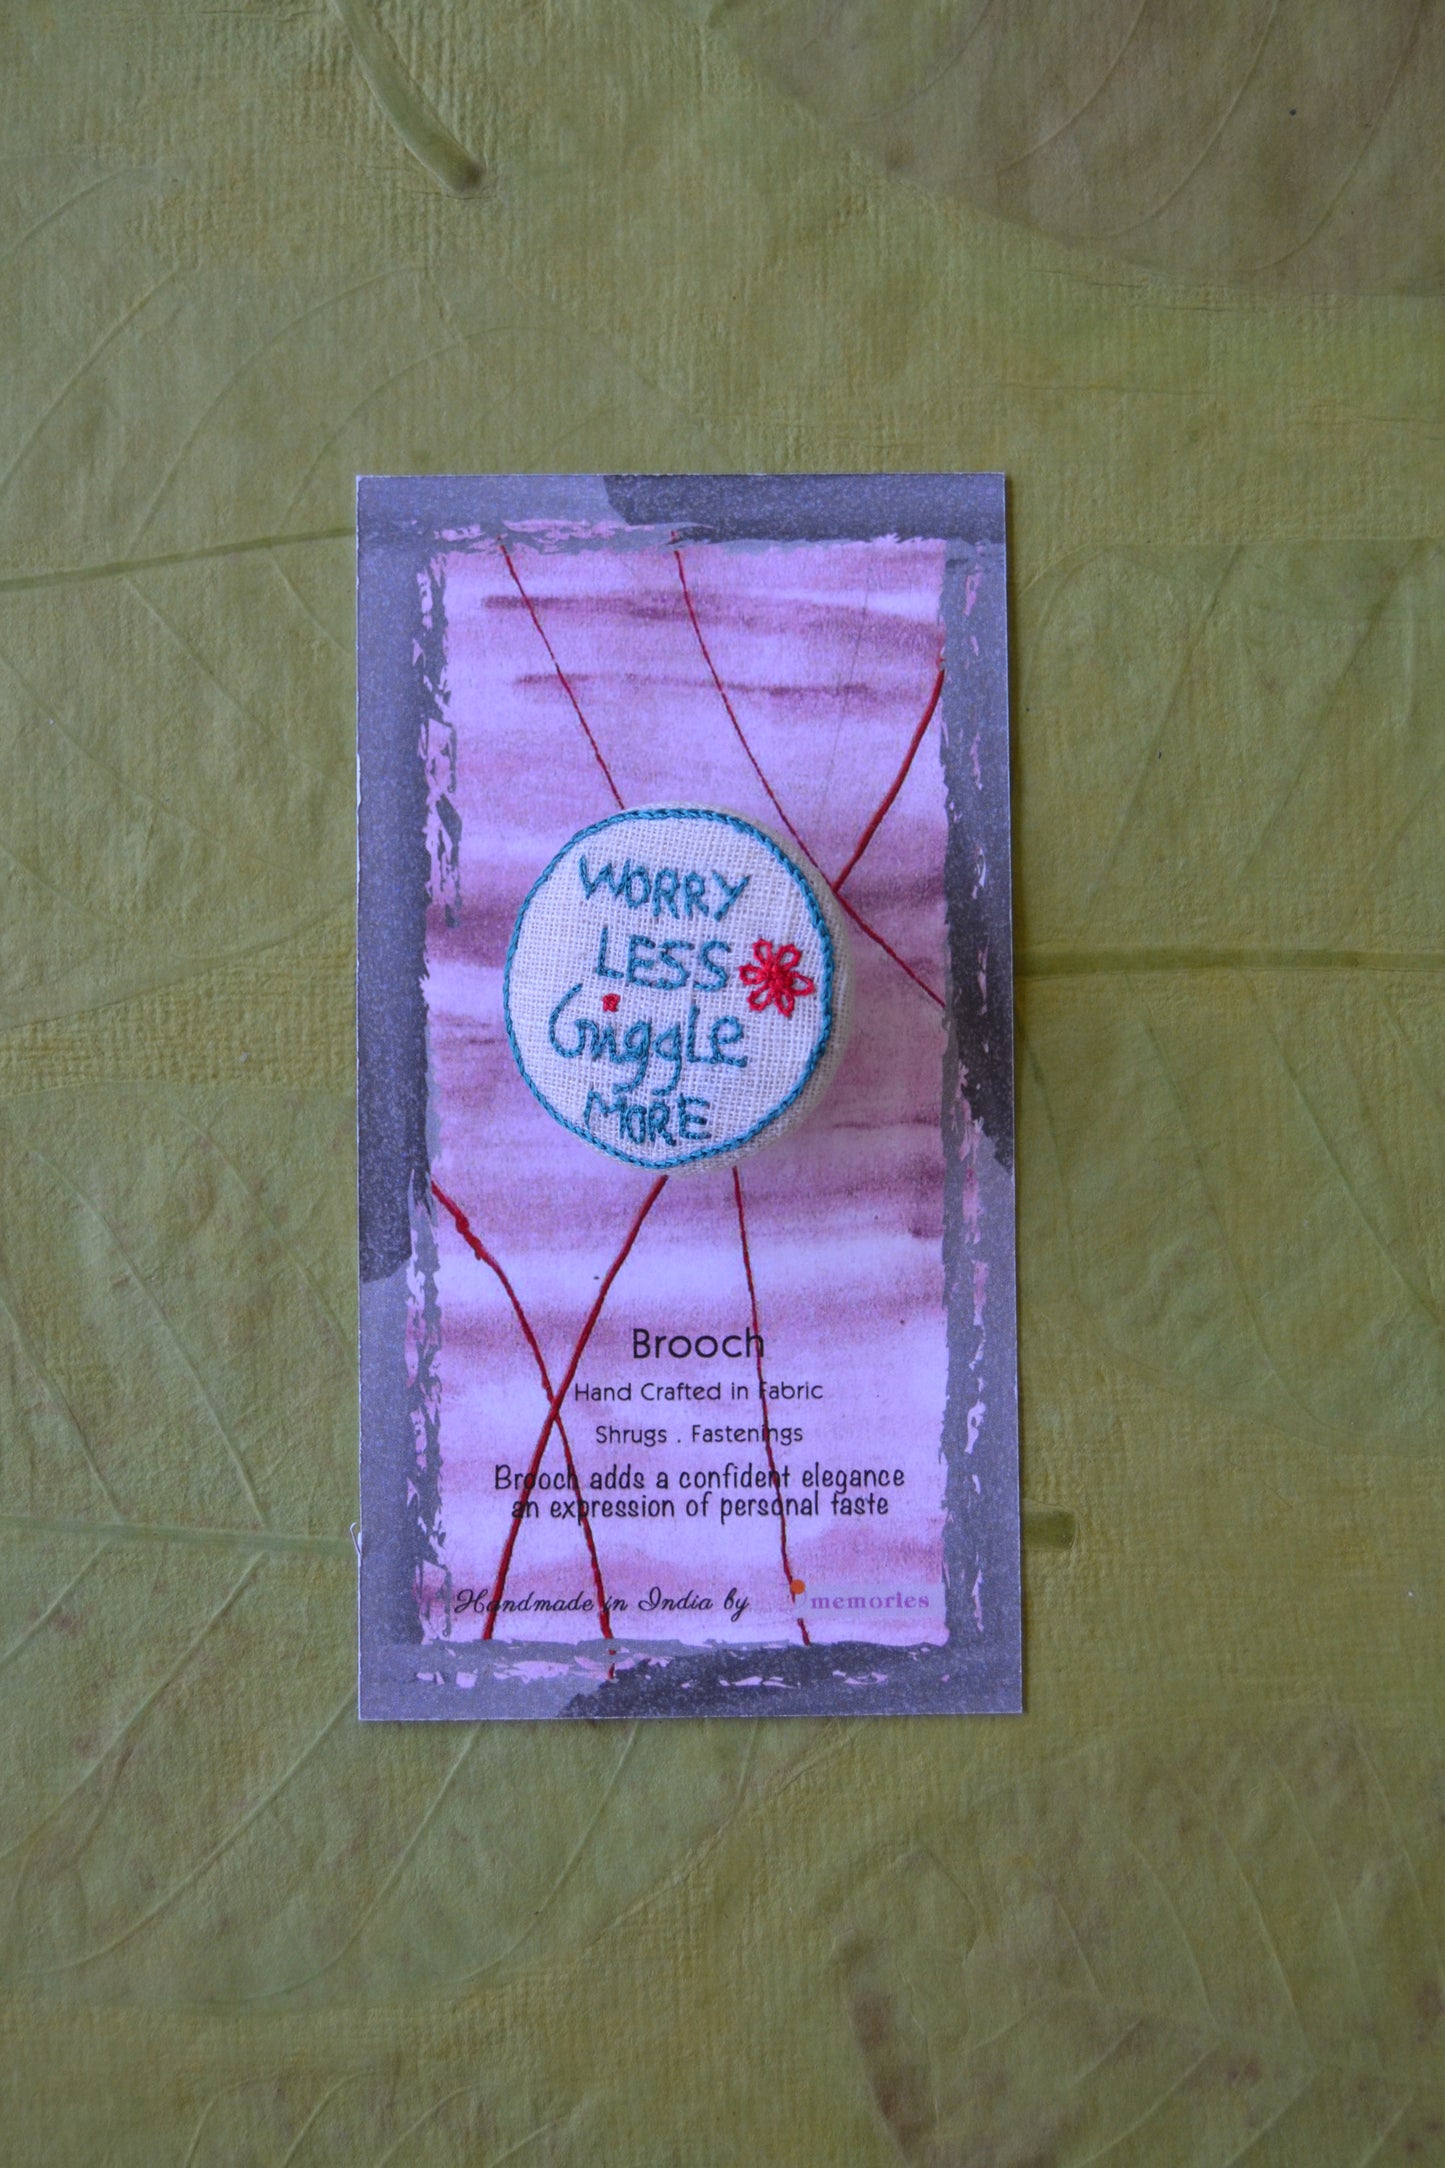 WORRY
LESS
Giggle
MORE
Brooch
Hand Crafted in Fabric
Shrugs . Fastenings
Brooch adds a confident elegance
an expression of personal taste
Handmade in India by memories